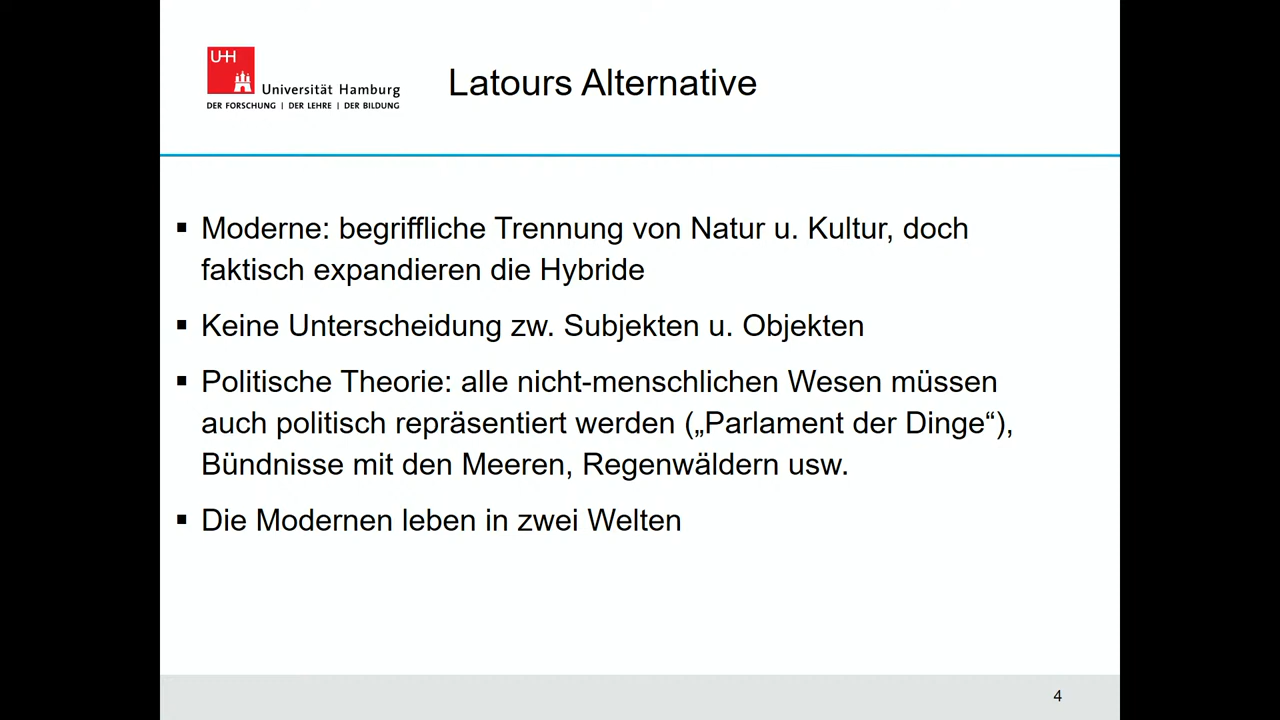 UHH
Universität Hamburg
DER FORSCHUNG | DER LEHRE | DER BILDUNG
Latours Alternative
▪ Moderne: begriffliche Trennung von Natur u. Kultur, doch
faktisch expandieren die Hybride
▪ Keine Unterscheidung zw. Subjekten u. Objekten
▪ Politische Theorie: alle nicht-menschlichen Wesen müssen
auch politisch repräsentiert werden („Parlament der Dinge“),
Bündnisse mit den Meeren, Regenwäldern usw.
▪ Die Modernen leben in zwei Welten
4